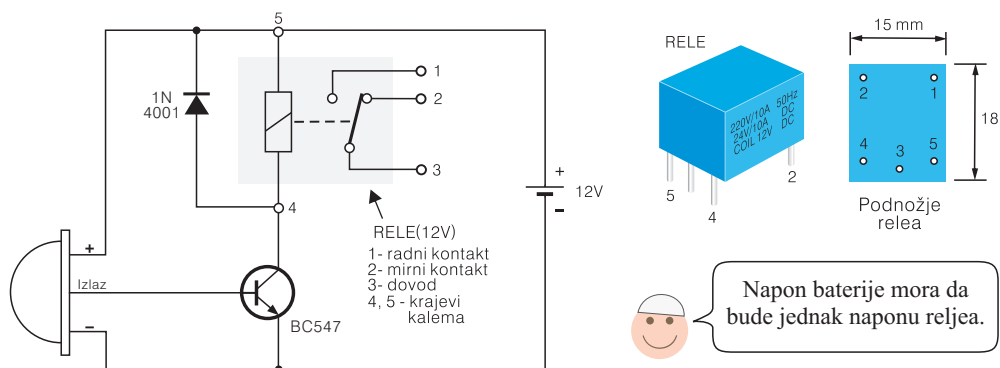 5
1N
4001
1
2
3
4
+
12V
-
RELE(12V)
1- radni kontakt
2- mirni kontakt
3- dovod
4, 5 - krajevi
kalema
+
Izlaz
-
BC547
RELE
220V/10A 50Hz
24V/10A DC
COIL 12V DC
5
4
2
15 mm
18
2
1
4
3
5
Podnožje
relea
Napon baterije mora da
bude jednak naponu reljea.